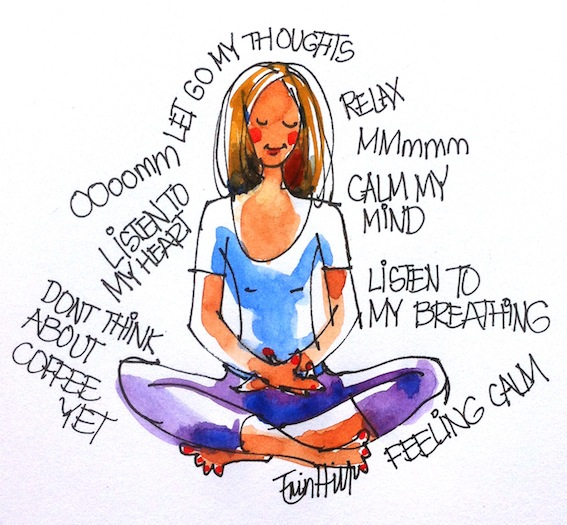 OOoomm LET GO MY THOUGHTS
RELAX
MMmmmm
CALM MY
MIND
LISTEN TO
MY HEART
LISTEN TO
MY BREATHING
DONT THINK
ABOUT
COFFEE
YET
FEELING CALM